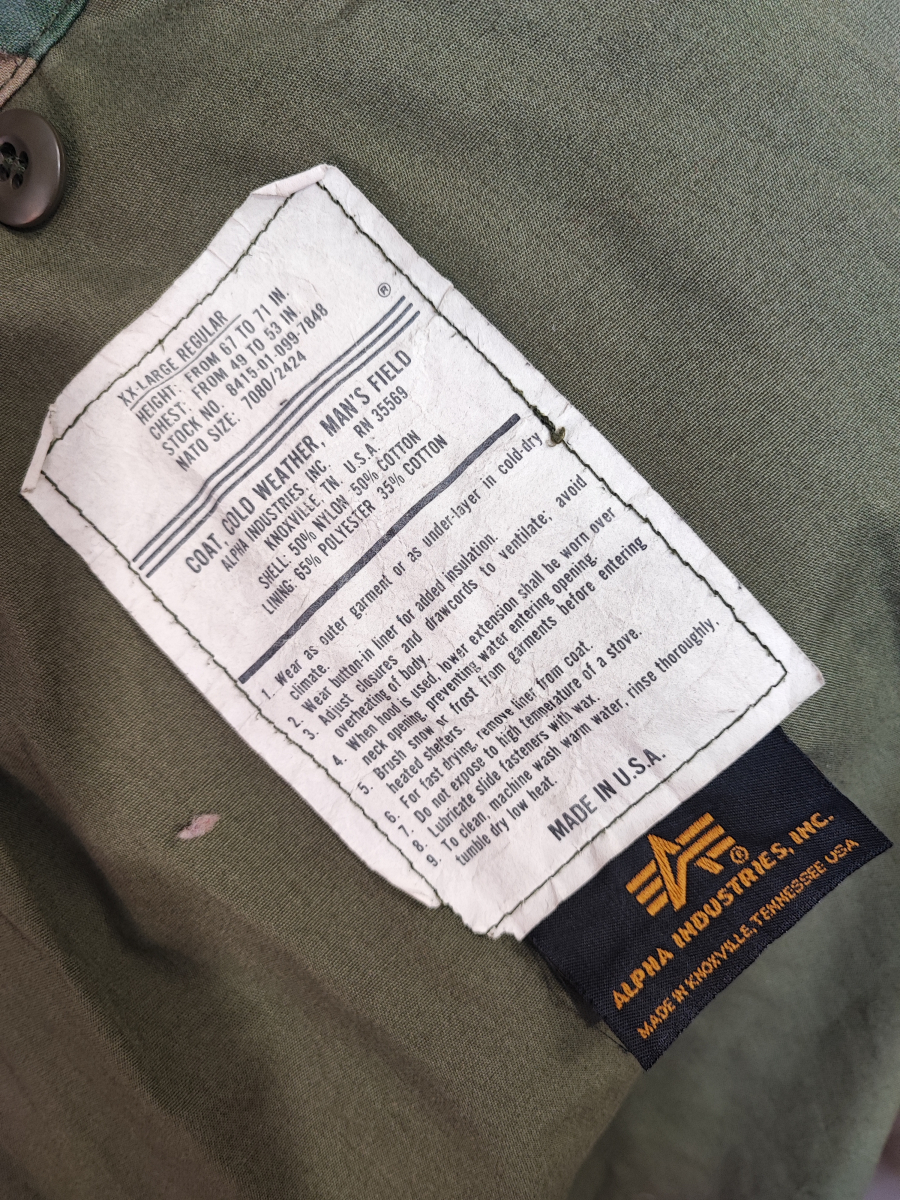 XX-LARGE REGULAR
HEIGHT: FROM 67 TO 71 IN.
CHEST: FROM 49 TO 53 IN
STOCK NO. 8415-01-099-7848
NATO SIZE: 7080/2424
®
COAT, COLD WEATHER, MAN'S FIELD
ALPHA INDUSTRIES, INC. RN 35569
KNOXVILLE, TN, U.S.A.
SHELL: 50% NYLON 50% COTTON
LINING: 65% POLYESTER 35% COTTON
1. Wear as outer garment or as under-layer in cold-dry
climate.
2. Wear button-in liner for added insulation.
3. Adjust closures and drawcords to ventilate; avoid
overheating of body.
4. When hood is used, lower extension shall be worn over
neck opening, preventing water entering opening.
5. Brush snow or frost from garments before entering
heated shelters.
6. For fast drying, remove liner from coat.
7. Do not expose to high temperature of a stove.
8. Lubricate slide fasteners with wax.
9. To clean, machine wash warm water, rinse thoroughly,
tumble dry low heat.
MADE IN U.S.A.
®
ALPHA INDUSTRIES, INC.
MADE IN KNOXVILLE, TENNESSEE USA